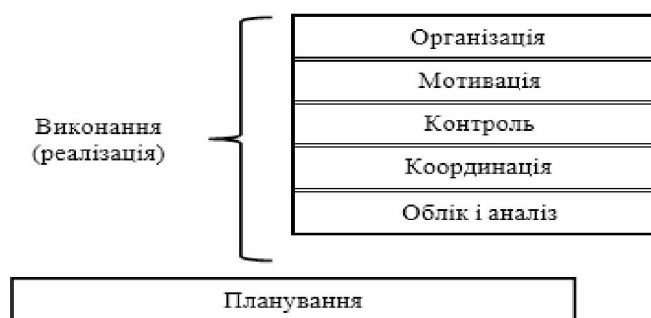 Організація
Мотивація
Контроль
Координація
Облік і аналіз
Виконання
(реалізація)
Планування